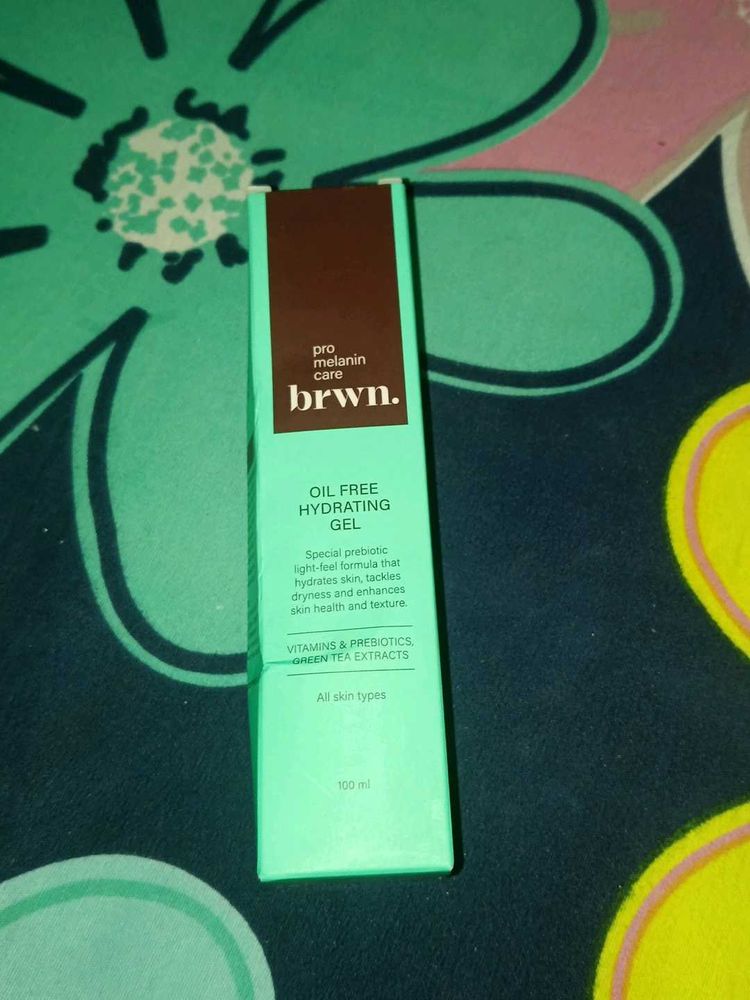 pro
melanin
care
brwn.
OIL FREE
HYDRATING
GEL
Special prebiotic
light-feel formula that
hydrates skin, tackles
dryness and enhances
skin health and texture.
VITAMINS & PREBIOTICS,
GREEN TEA EXTRACTS
All skin types
100 ml